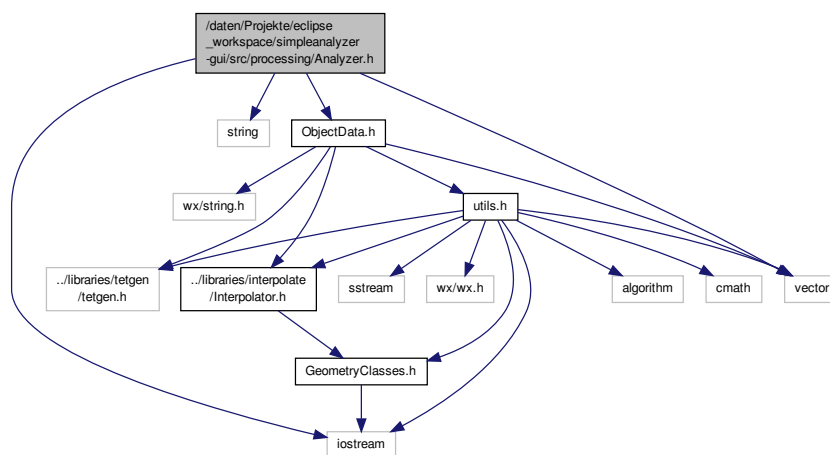 /daten/Projekte/eclipse
_workspace/simpleanalyzer
-gui/src/processing/Analyzer.h
string
ObjectData.h
wx/string.h
utils.h
../libraries/tetgen
/tetgen.h
../libraries/interpolate
/Interpolator.h
sstream
wx/wx.h
algorithm
cmath
vector
GeometryClasses.h
iostream